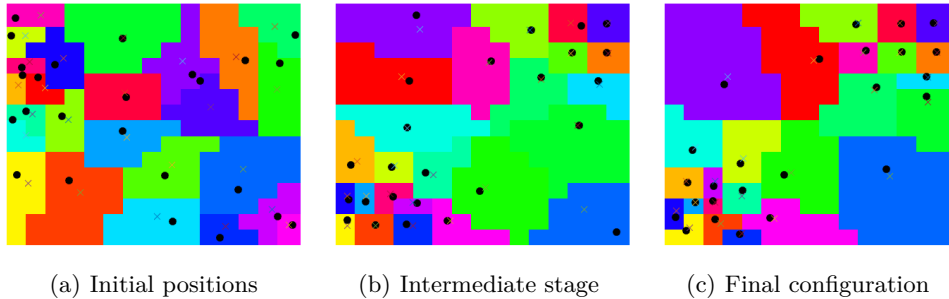 (a) Initial positions
(b) Intermediate stage
(c) Final configuration